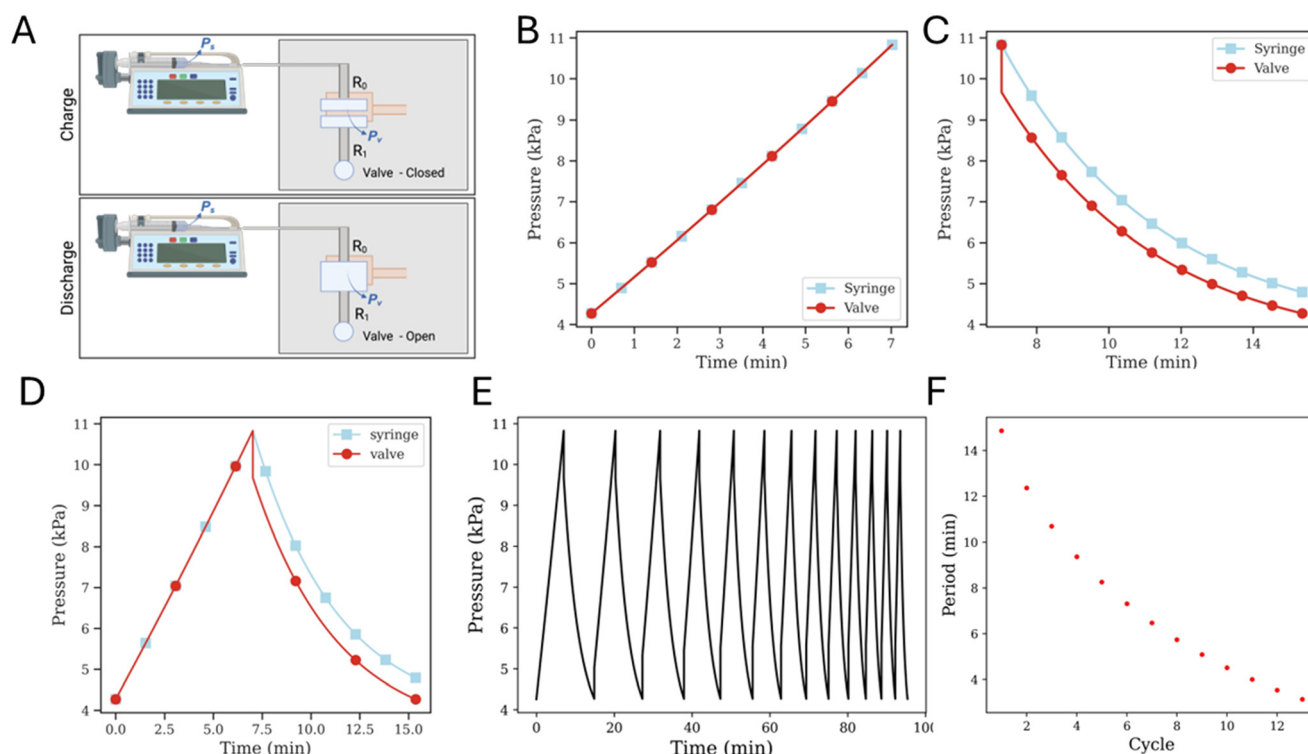 A
Charge
Ps
R0
Pv
R1
Valve - Closed
Discharge
Ps
R0
Pv
R1
Valve - Open
B
11
10
9
8
7
6
5
4
Pressure (kPa)
Syringe
Valve
0 1 2 3 4 5 6 7
Time (min)
C
11
10
9
8
7
6
5
4
Pressure (kPa)
Syringe
Valve
8 10 12 14
Time (min)
D
11
10
9
8
7
6
5
4
Pressure (kPa)
syringe
valve
0.0 2.5 5.0 7.5 10.0 12.5 15.0
Time (min)
E
11
10
9
8
7
6
5
4
Pressure (kPa)
0 20 40 60 80 100
Time (min)
F
14
12
10
8
6
4
Period (min)
2 4 6 8 10 12
Cycle